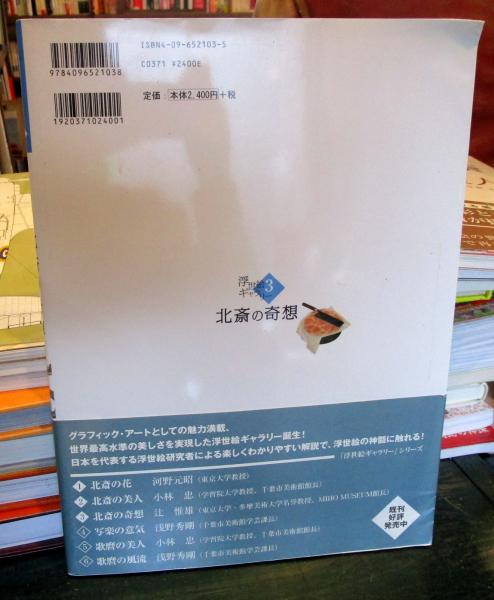 ISBN4-09-652103-5
C0371 ¥2400E
9784096521038
定価：本体2,400円+税
1920371024001
浮世絵
ギャラリー
3
北斎の奇想
グラフィック・アートとしての魅力満載、
世界最高水準の美しさを実現した浮世絵ギャラリー誕生！
日本を代表する浮世絵研究者による楽しくわかりやすい解説で、浮世絵の神髄に触れる！
「浮世絵ギャラリー」シリーズ
1 北斎の花 河野元昭（東京大学教授）
2 北斎の美人 小林 忠（学習院大学教授、千葉市美術館館長）
3 北斎の奇想 辻 惟雄（東京大学・多摩美術大学名誉教授、MIHO MUSEUM館長）
4 写楽の意気 浅野秀剛（千葉市美術館学芸課長）
5 歌麿の美人 小林 忠（学習院大学教授、千葉市美術館館長）
6 歌麿の風流 浅野秀剛（千葉市美術館学芸課長）
既刊
好評
発売中